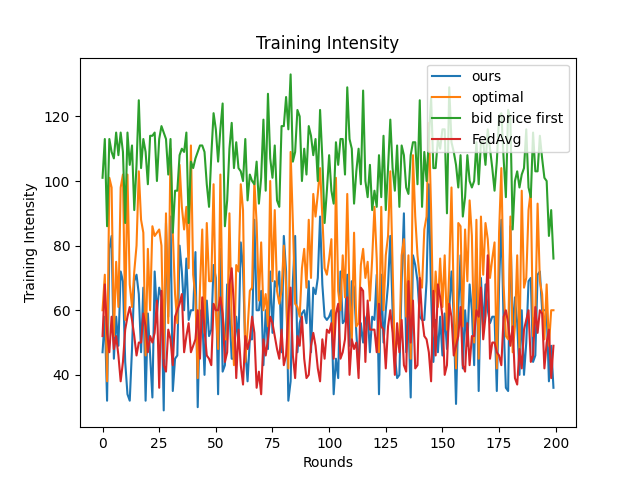 Training Intensity
ours
optimal
bid price first
FedAvg
Training Intensity
120
100
80
60
40
0
25
50
75
100
125
150
175
200
Rounds